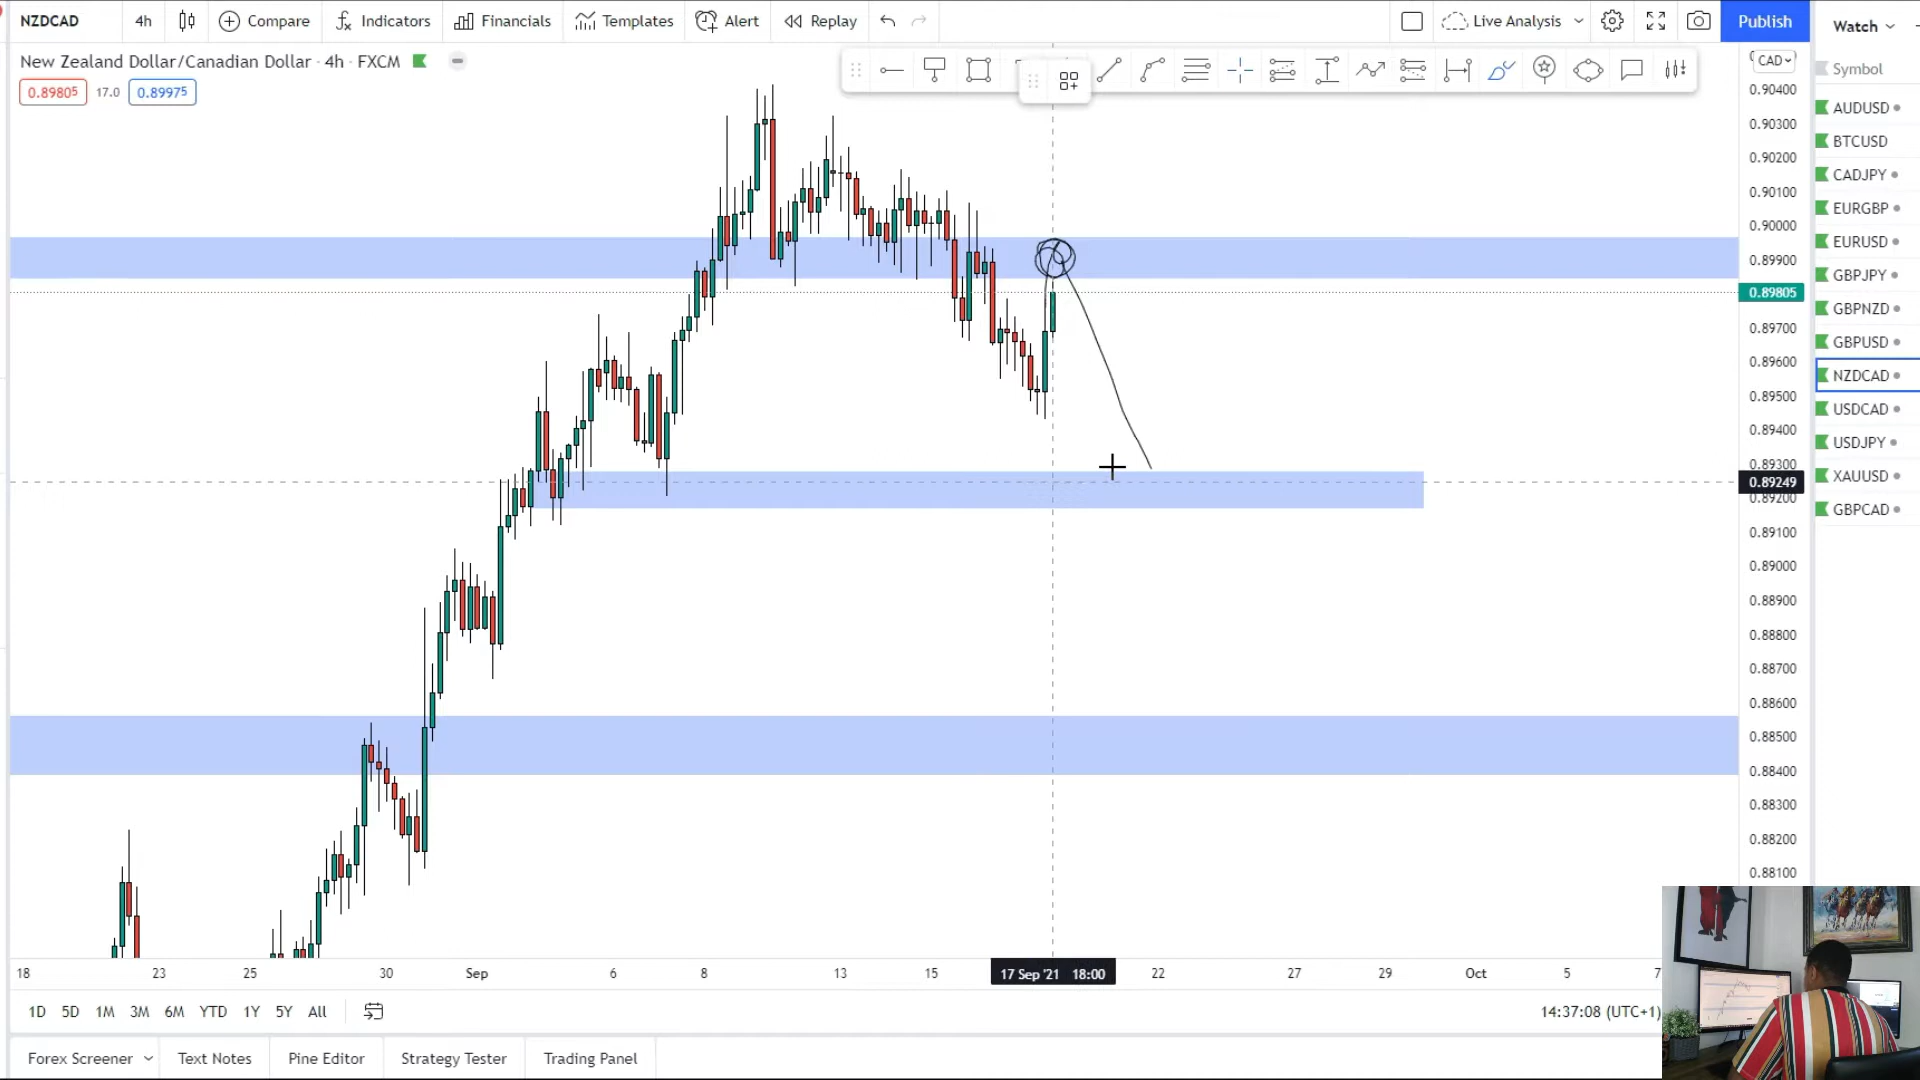 NZDCAD 4h Compare Indicators Financials Templates Alert Replay Live Analysis Publish Watch
New Zealand Dollar/Canadian Dollar · 4h · FXCM
0.89805 17.0 0.89975
CAD
Symbol
AUDUSD
BTCUSD
CADJPY
EURGBP
EURUSD
GBPJPY
GBPNZD
GBPUSD
NZDCAD
USDCAD
USDJPY
XAUUSD
GBPCAD
0.90400
0.90300
0.90200
0.90100
0.90000
0.89900
0.89805
0.89700
0.89600
0.89500
0.89400
0.89300
0.89249
0.89200
0.89100
0.89000
0.88900
0.88800
0.88700
0.88600
0.88500
0.88400
0.88300
0.88200
0.88100
18 23 25 30 Sep 6 8 13 15 17 Sep '21 18:00 22 27 29 Oct 5 7
1D 5D 1M 3M 6M YTD 1Y 5Y All 14:37:08 (UTC+1)
Forex Screener Text Notes Pine Editor Strategy Tester Trading Panel